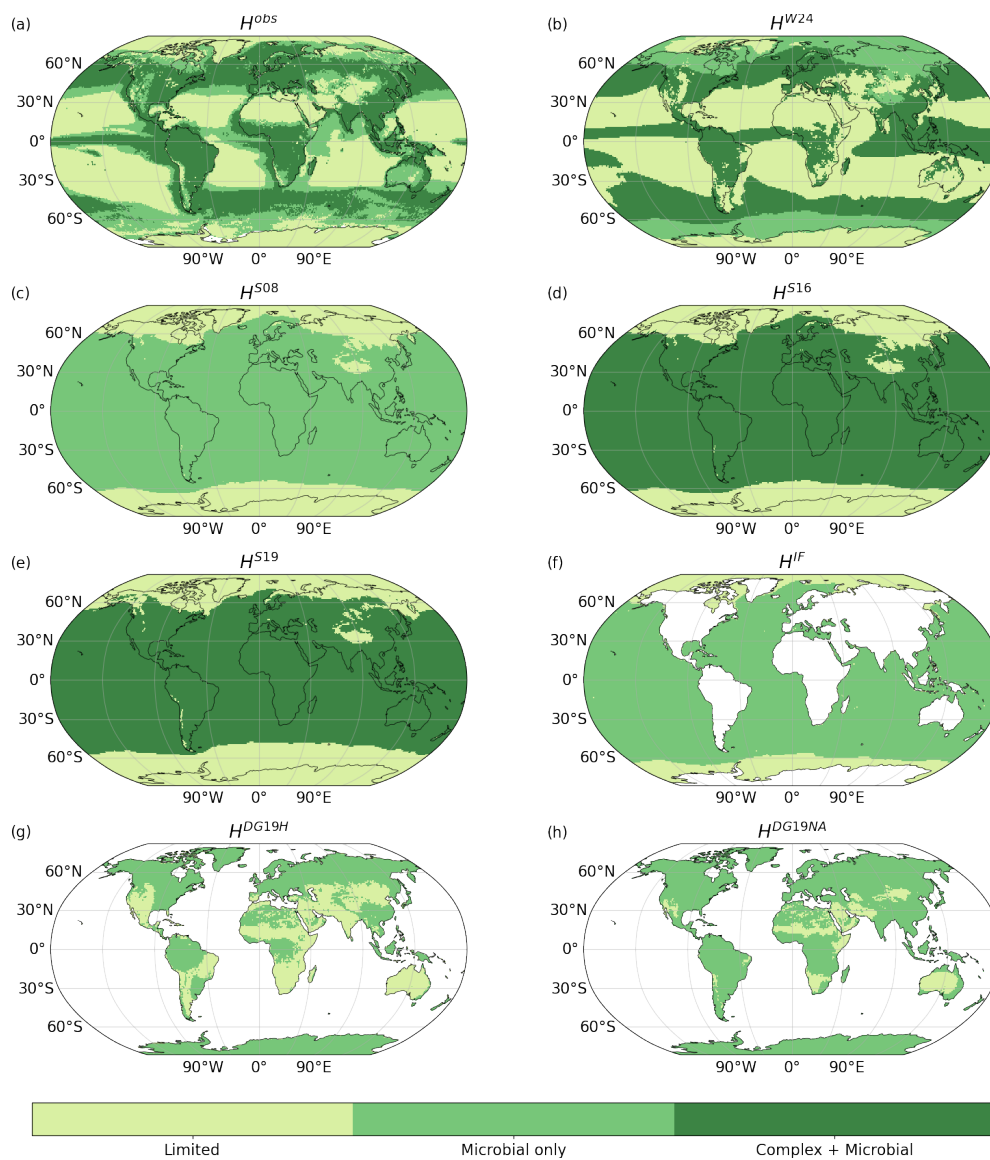 (a) H^obs (b) H^W24
60°N 60°N
30°N 30°N
0° 0°
30°S 30°S
60°S 60°S
90°W 0° 90°E 90°W 0° 90°E
(c) H^S08 (d) H^S16
60°N 60°N
30°N 30°N
0° 0°
30°S 30°S
60°S 60°S
90°W 0° 90°E 90°W 0° 90°E
(e) H^S19 (f) H^IF
60°N 60°N
30°N 30°N
0° 0°
30°S 30°S
60°S 60°S
90°W 0° 90°E 90°W 0° 90°E
(g) H^DG19H (h) H^DG19NA
60°N 60°N
30°N 30°N
0° 0°
30°S 30°S
60°S 60°S
90°W 0° 90°E 90°W 0° 90°E
Limited Microbial only Complex + Microbial